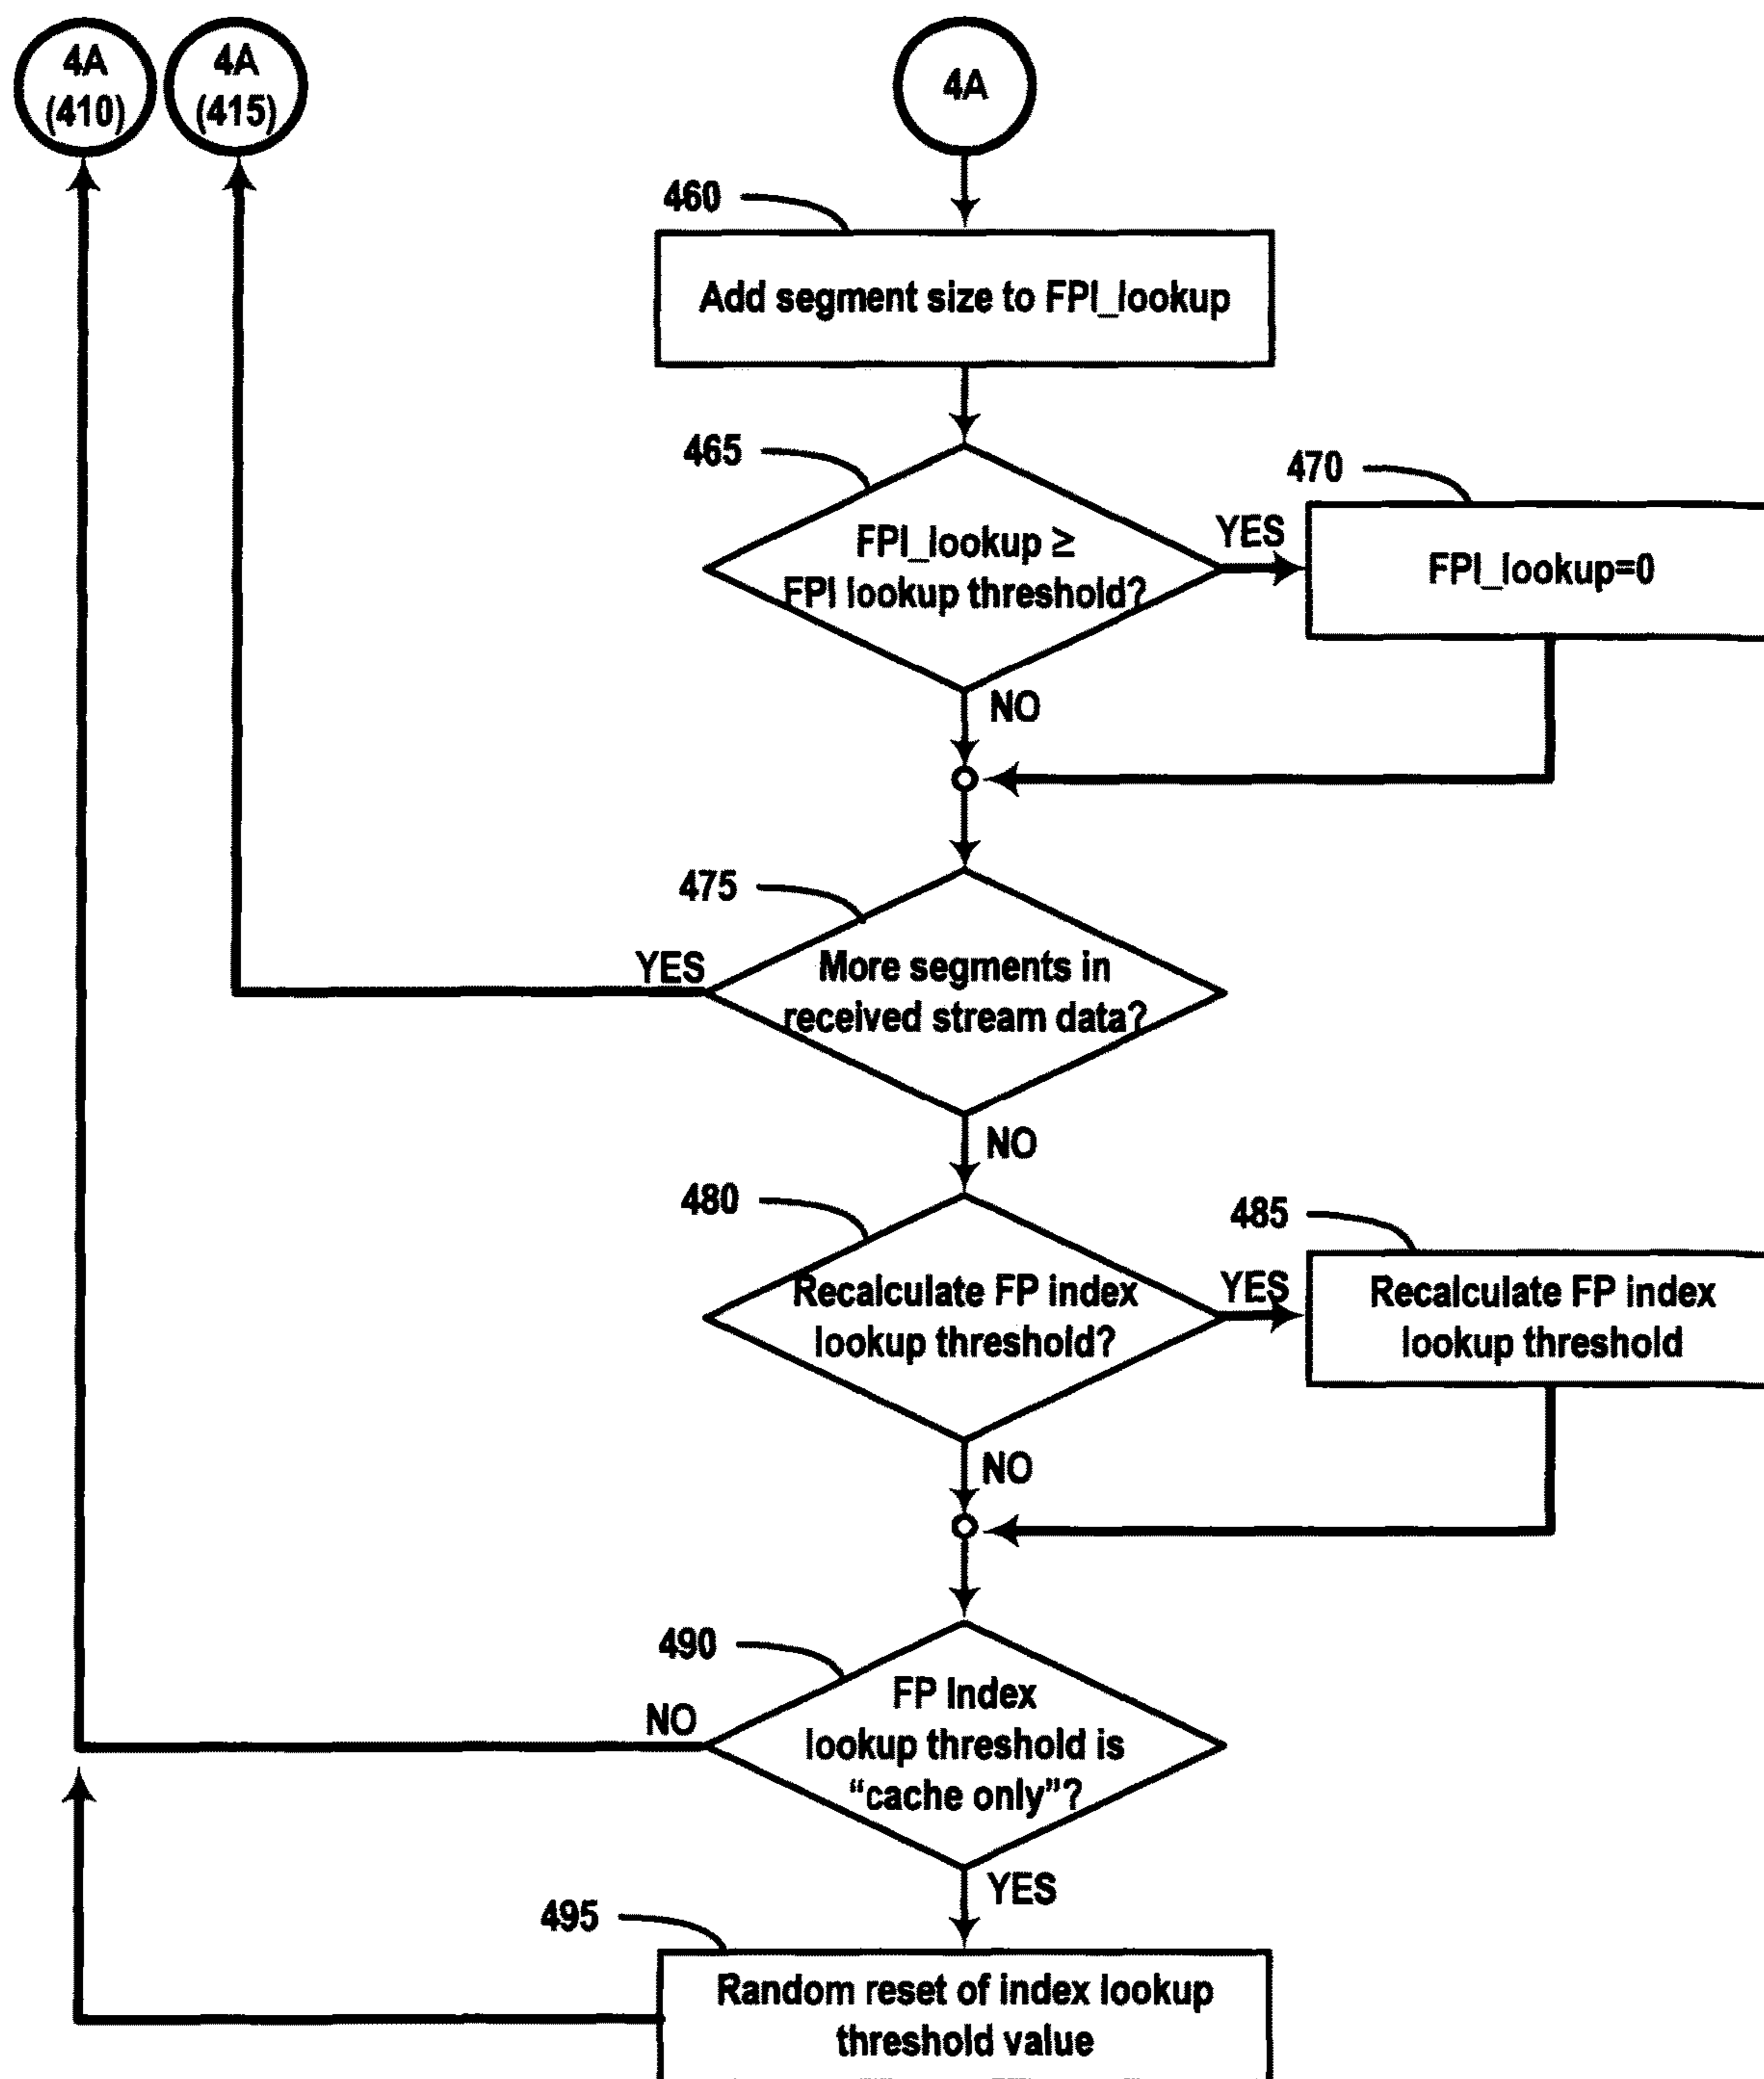 4A
(410)
4A
(415)
4A
460
Add segment size to FPI_lookup
465
FPI_lookup ≥
FPI lookup threshold?
YES
470
FPI_lookup=0
NO
475
YES
More segments in
received stream data?
NO
480
Recalculate FP index
lookup threshold?
YES
485
Recalculate FP index
lookup threshold
NO
490
NO
FP Index
lookup threshold is
“cache only”?
YES
495
Random reset of index lookup
threshold value